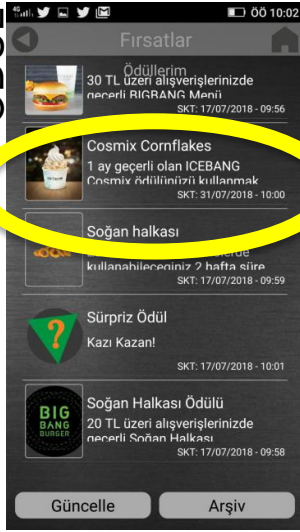 4G
ÖÖ 10:02
Fırsatlar
Ödüllerim
30 TL üzeri alışverişlerinizde
geçerli BIGBANG Menü
SKT: 17/07/2018 - 09:56
Cosmix Cornflakes
1 ay geçerli olan ICEBANG
Cosmix ödülünüzü kullanmak
SKT: 31/07/2018 - 10:00
Soğan halkası
kullanabileceğiniz 2 hafta süre
SKT: 17/07/2018 - 09:59
Sürpriz Ödül
Kazı Kazan!
SKT: 17/07/2018 - 10:01
BIG
BANG
BURGER
Soğan Halkası Ödülü
20 TL üzeri alışverişlerinizde
geçerli Soğan Halkası
SKT: 17/07/2018 - 09:58
Güncelle
Arşiv